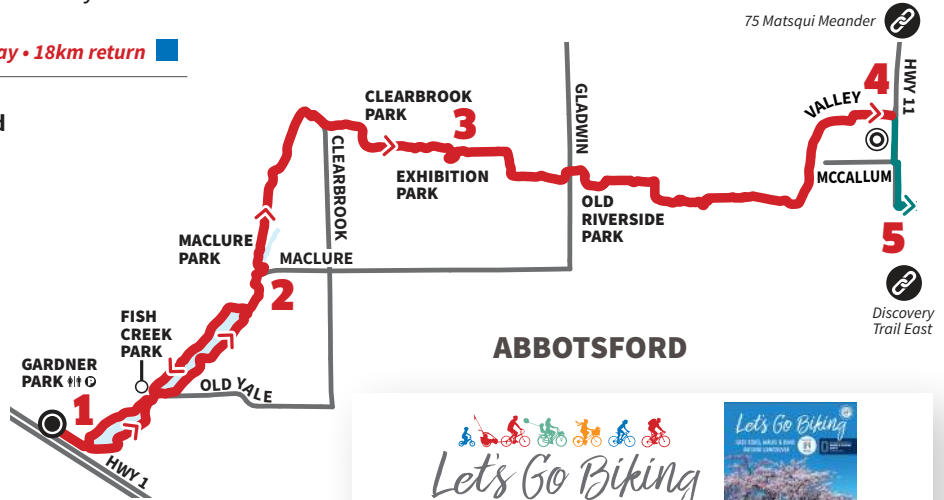 75 Matsqui Meander
ay • 18km return
d
HWY 11
4
VALLEY
CLEARBROOK
PARK
3
GLADWIN
CLEARBROOK
EXHIBITION
PARK
MCCALLUM
OLD
RIVERSIDE
PARK
5
MACLURE
PARK
MACLURE
2
FISH
CREEK
PARK
Discovery
Trail East
ABBOTSFORD
GARDNER
PARK
P
1
OLD YALE
HWY 1
Let's Go Biking
Let's Go Biking